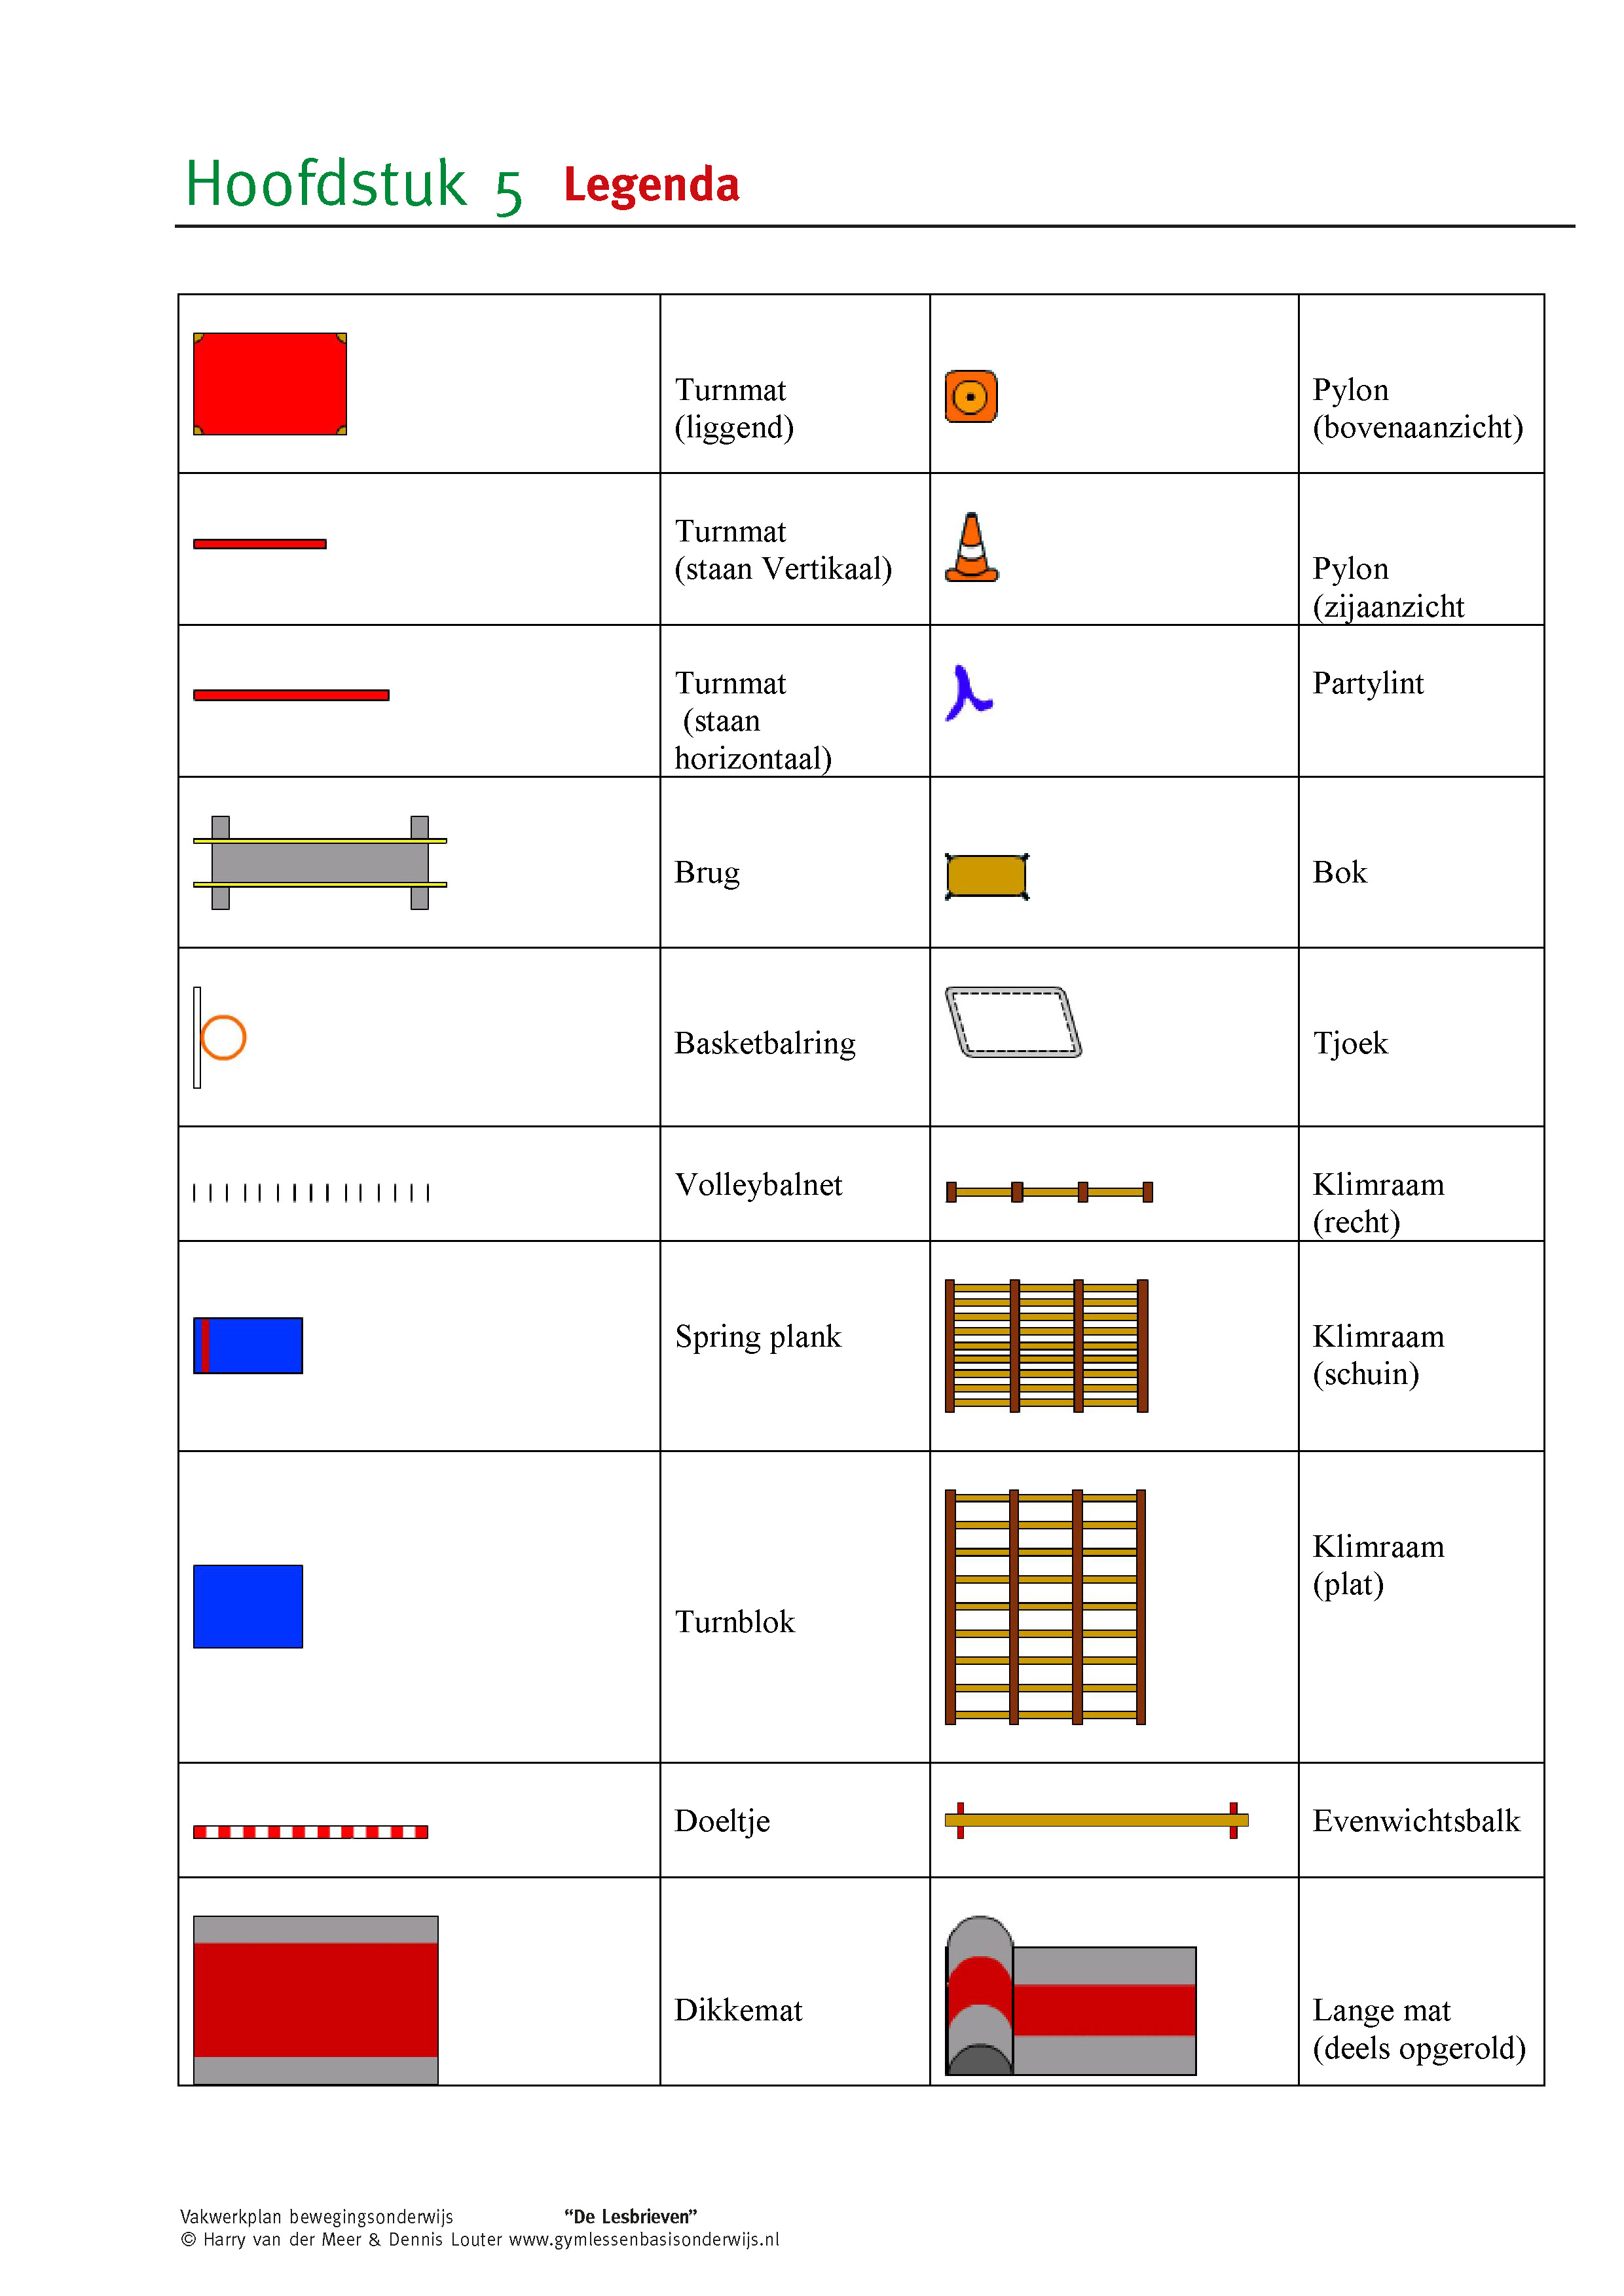 Hoofdstuk 5 Legenda
Turnmat
(liggend)
Pylon
(bovenaanzicht)
Turnmat
(staan Vertikaal)
Pylon
(zijaanzicht
Turnmat
(staan
horizontaal)
Partylint
Brug
Bok
Basketbalring
Tjoek
Volleybalnet
Klimraam
(recht)
Spring plank
Klimraam
(schuin)
Turnblok
Klimraam
(plat)
Doeltje
Evenwichtsbalk
Dikkemat
Lange mat
(deels opgerold)
Vakwerkplan bewegingsonderwijs “De Lesbrieven”
© Harry van der Meer & Dennis Louter www.gymlessenbasisonderwijs.nl